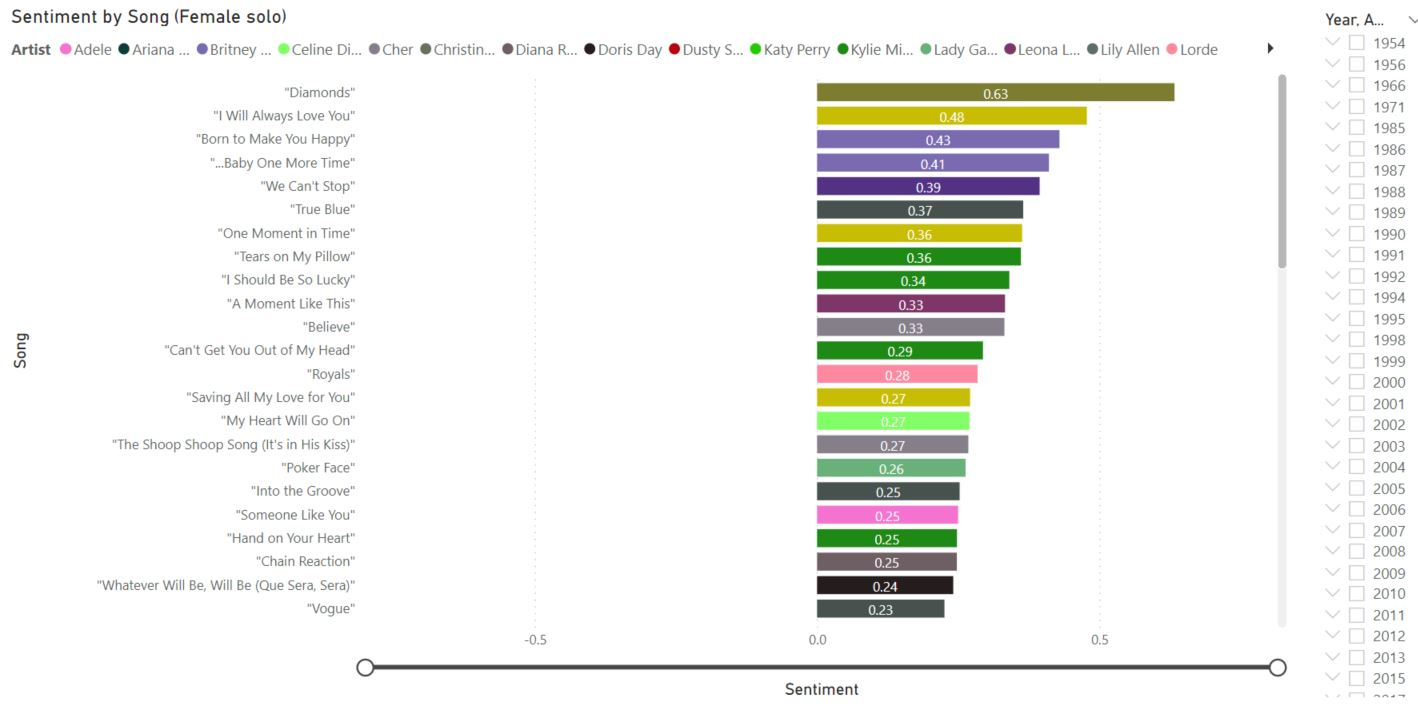 Sentiment by Song (Female solo)
Artist Adele Ariana ... Britney ... Celine Di... Cher Christin... Diana R... Doris Day Dusty S... Katy Perry Kylie Mi... Lady Ga... Leona L... Lily Allen Lorde
"Diamonds" 0.63
"I Will Always Love You" 0.48
"Born to Make You Happy" 0.43
"...Baby One More Time" 0.41
"We Can't Stop" 0.39
"True Blue" 0.37
"One Moment in Time" 0.36
"Tears on My Pillow" 0.36
"I Should Be So Lucky" 0.34
"A Moment Like This" 0.33
"Believe" 0.33
"Can't Get You Out of My Head" 0.29
"Royals" 0.28
"Saving All My Love for You" 0.27
"My Heart Will Go On" 0.27
"The Shoop Shoop Song (It's in His Kiss)" 0.27
"Poker Face" 0.26
"Into the Groove" 0.25
"Someone Like You" 0.25
"Hand on Your Heart" 0.25
"Chain Reaction" 0.25
"Whatever Will Be, Will Be (Que Sera, Sera)" 0.24
"Vogue" 0.23
Song
-0.5 0.0 0.5
Sentiment
Year, A...
1954
1956
1966
1971
1985
1986
1987
1988
1989
1990
1991
1992
1994
1995
1998
1999
2000
2001
2002
2003
2004
2005
2006
2007
2008
2009
2010
2011
2012
2013
2015